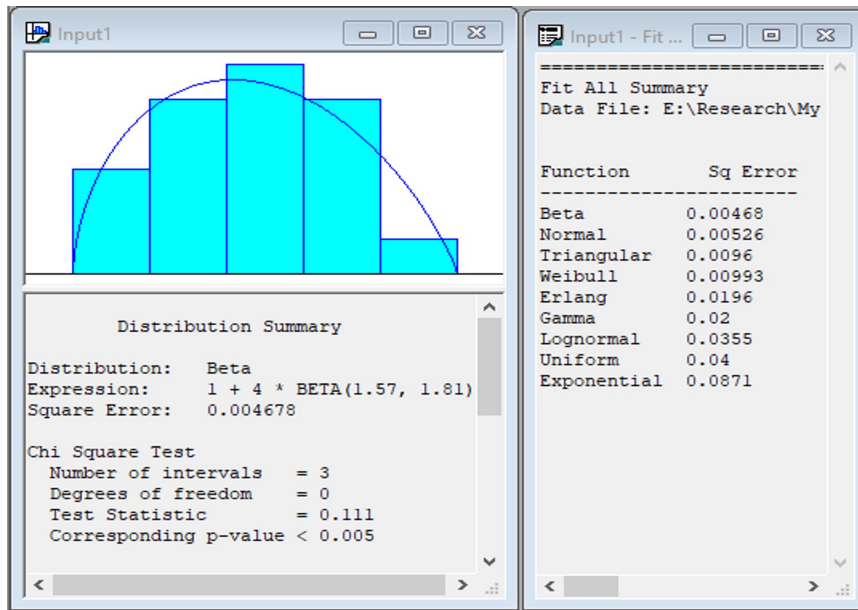 Input1
Distribution Summary
Distribution: Beta
Expression: 1 + 4 * BETA(1.57, 1.81)
Square Error: 0.004678
Chi Square Test
Number of intervals = 3
Degrees of freedom = 0
Test Statistic = 0.111
Corresponding p-value < 0.005
Input1 - Fit ...
===========================
Fit All Summary
Data File: E:\Research\My
Function Sq Error
-----------------------
Beta 0.00468
Normal 0.00526
Triangular 0.0096
Weibull 0.00993
Erlang 0.0196
Gamma 0.02
Lognormal 0.0355
Uniform 0.04
Exponential 0.0871